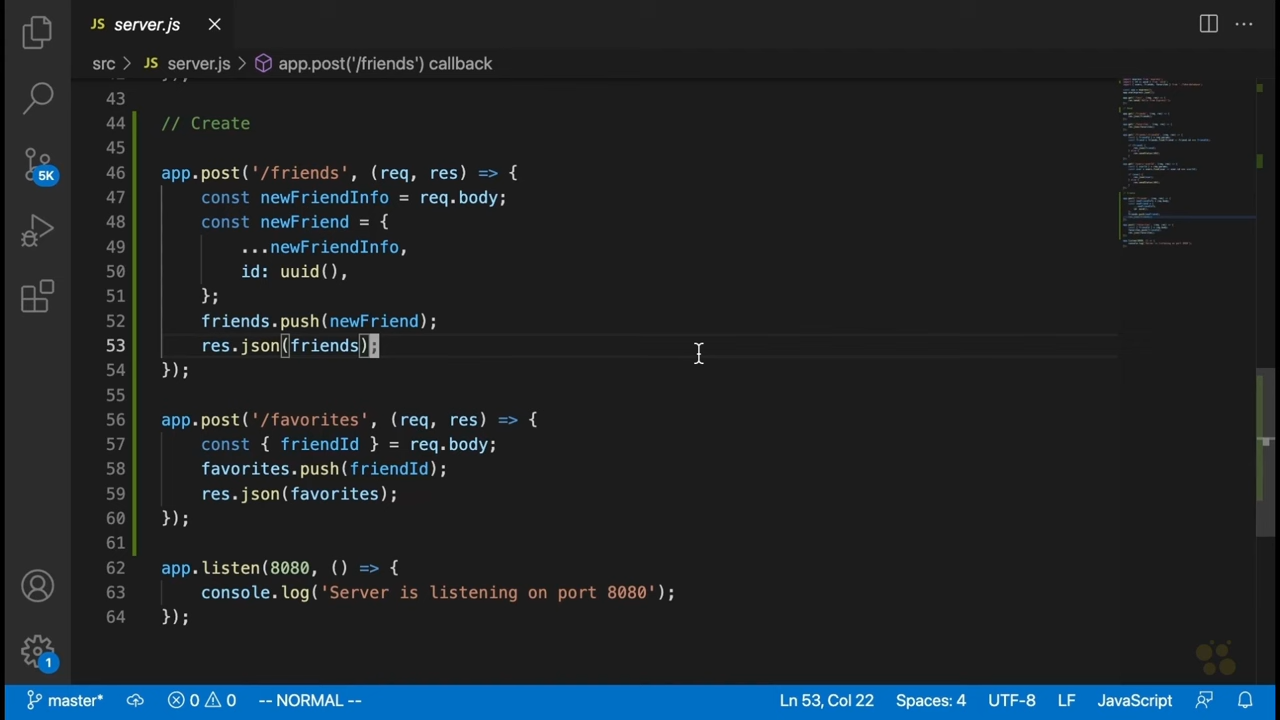 JS server.js
src > JS server.js > app.post('/friends') callback
43
44 // Create
45
46 app.post('/friends', (req, res) => {
47 const newFriendInfo = req.body;
48 const newFriend = {
49 ...newFriendInfo,
50 id: uuid(),
51 };
52 friends.push(newFriend);
53 res.json(friends);
54 });
55
56 app.post('/favorites', (req, res) => {
57 const { friendId } = req.body;
58 favorites.push(friendId);
59 res.json(favorites);
60 });
61
62 app.listen(8080, () => {
63 console.log('Server is listening on port 8080');
64 });
5K
1
master* 0 0 -- NORMAL -- Ln 53, Col 22 Spaces: 4 UTF-8 LF JavaScript